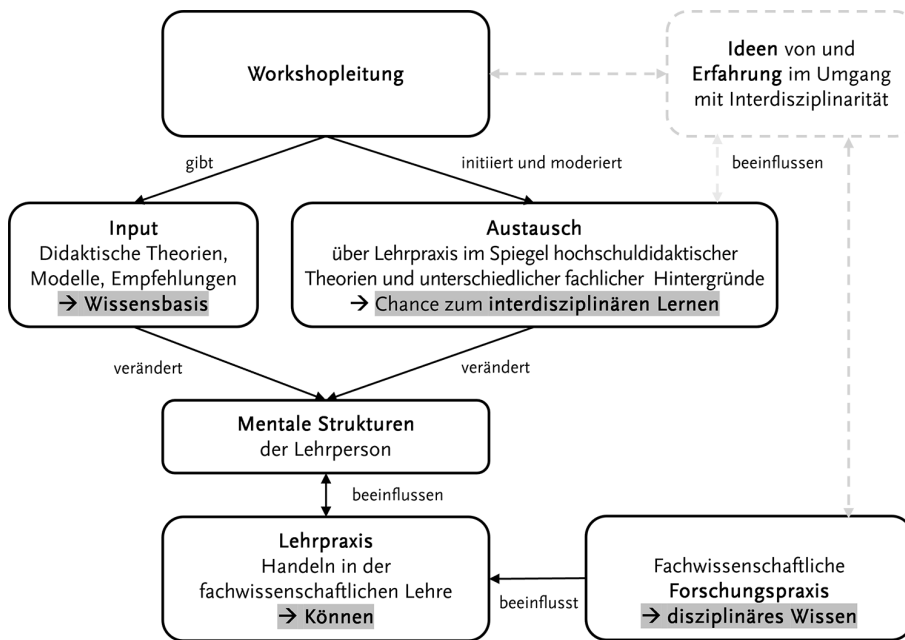 Workshopleitung
Ideen von und
Erfahrung im Umgang
mit Interdisziplinarität
gibt
initiiert und moderiert
beeinflussen
Input
Didaktische Theorien,
Modelle, Empfehlungen
→ Wissensbasis
Austausch
über Lehrpraxis im Spiegel hochschuldidaktischer
Theorien und unterschiedlicher fachlicher Hintergründe
→ Chance zum interdisziplinären Lernen
verändert
verändert
Mentale Strukturen
der Lehrperson
beeinflussen
Lehrpraxis
Handeln in der
fachwissenschaftlichen Lehre
→ Können
beeinflusst
Fachwissenschaftliche
Forschungspraxis
→ disziplinäres Wissen